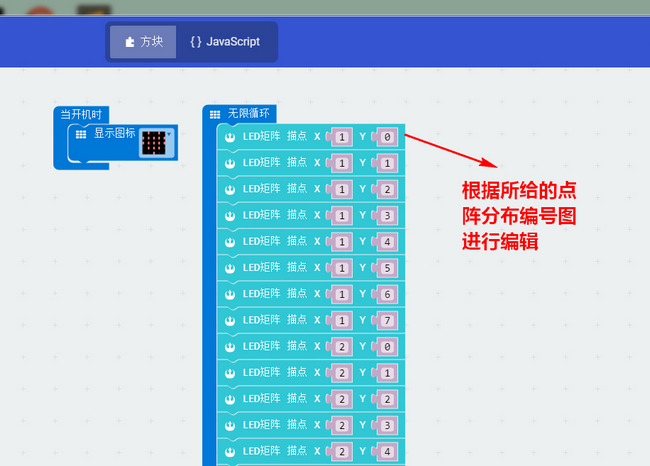 方块
{} JavaScript
当开机时
显示图标
无限循环
LED矩阵 描点 X 1 Y 0
LED矩阵 描点 X 1 Y 1
LED矩阵 描点 X 1 Y 2
LED矩阵 描点 X 1 Y 3
LED矩阵 描点 X 1 Y 4
LED矩阵 描点 X 1 Y 5
LED矩阵 描点 X 1 Y 6
LED矩阵 描点 X 1 Y 7
LED矩阵 描点 X 2 Y 0
LED矩阵 描点 X 2 Y 1
LED矩阵 描点 X 2 Y 2
LED矩阵 描点 X 2 Y 3
LED矩阵 描点 X 2 Y 4
根据所给的点
阵分布编号图
进行编辑